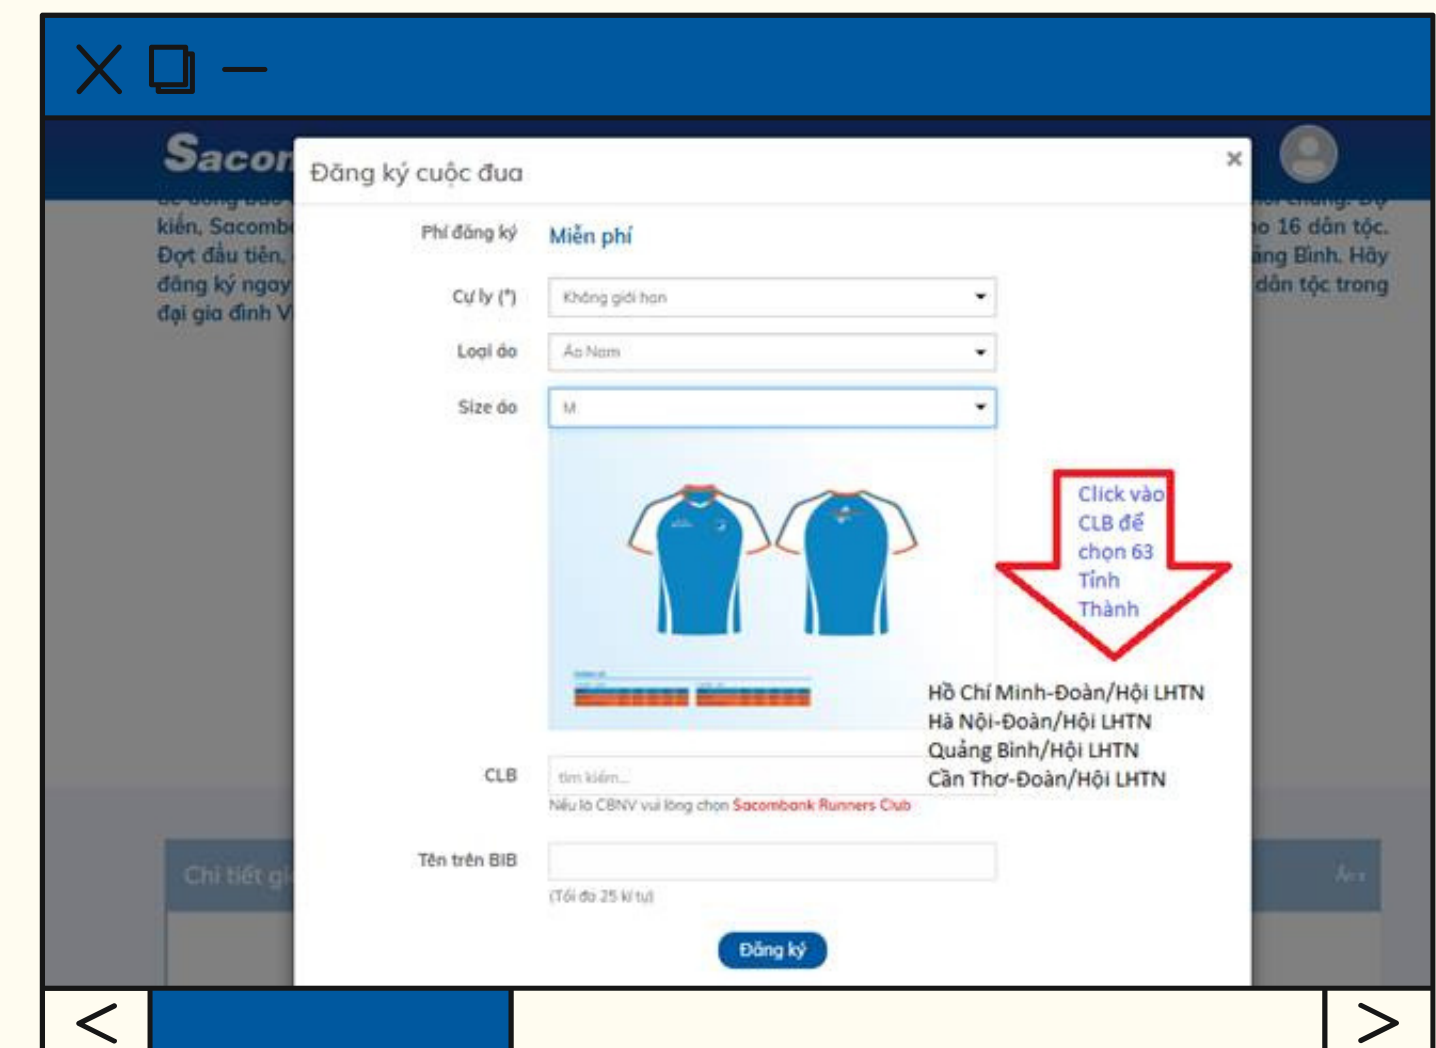 Sacom
Đăng ký cuộc đua
×
kiến, Sacomb
Đợt đầu tiên,
đăng ký ngay
đại gia đình V
nói chung. Dự
16 dân tộc.
Bình. Hãy
dân tộc trong
Phí đăng ký
Miễn phí
Cự ly (*)
Không giới hạn
Loại áo
Áo Nam
Size áo
M
Click vào
CLB để
chọn 63
Tỉnh
Thành
Hồ Chí Minh-Đoàn/Hội LHTN
Hà Nội-Đoàn/Hội LHTN
Quảng Bình/Hội LHTN
Cần Thơ-Đoàn/Hội LHTN
CLB
tìm kiếm...
Nếu là CBNV vui lòng chọn Sacombank Runners Club
Tên trên BIB
(Tối đa 25 kí tự)
Chi tiết gi
Đăng ký